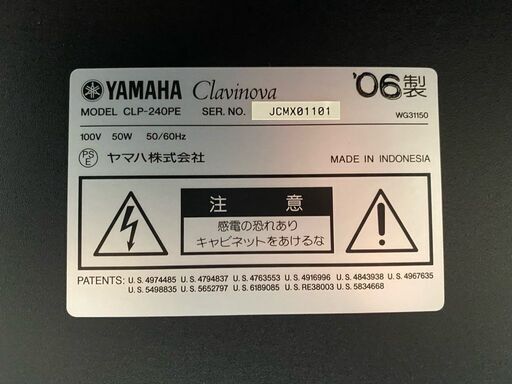 YAMAHA Clavinova '06製
MODEL CLP-240PE SER. NO. JCMX01101 WG31150
100V 50W 50/60Hz
PSE ヤマハ株式会社 MADE IN INDONESIA
注意
感電の恐れあり
キャビネットをあけるな
PATENTS: U.S.4974485 U.S.4794837 U.S.4763553 U.S.4916996 U.S.4843938 U.S.4967635
U.S.5498835 U.S.5652797 U.S.6189085 U.S.RE38003 U.S.5834668